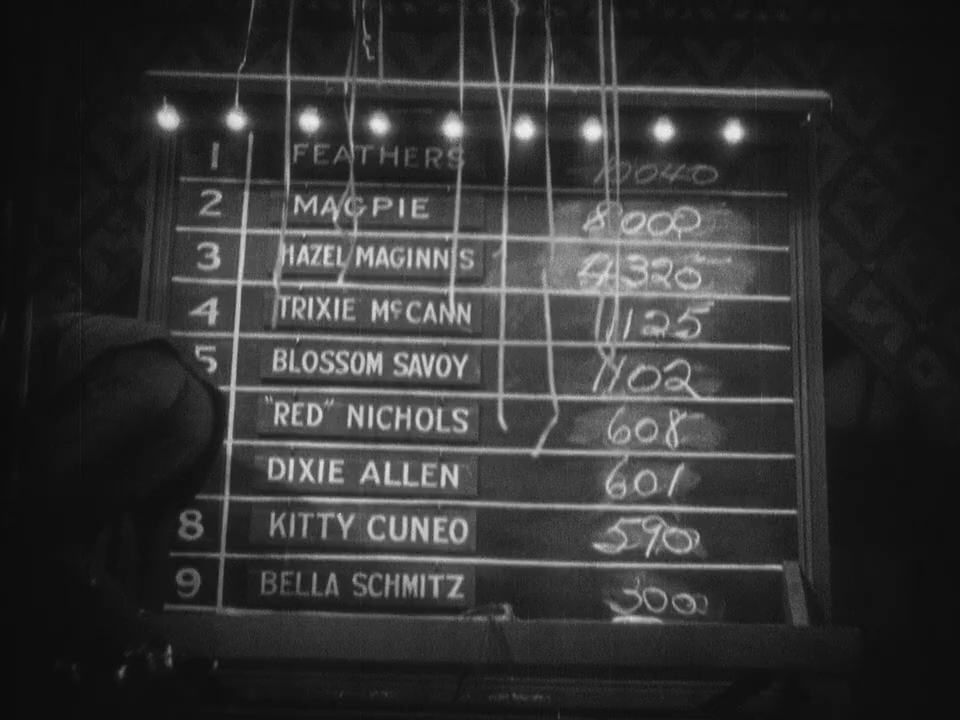 1 FEATHERS 10040
2 MAGPIE 8000
3 HAZEL MAGINNIS 4320
4 TRIXIE McCANN 1125
5 BLOSSOM SAVOY 1102
"RED" NICHOLS 608
DIXIE ALLEN 601
8 KITTY CUNEO 590
9 BELLA SCHMITZ 300